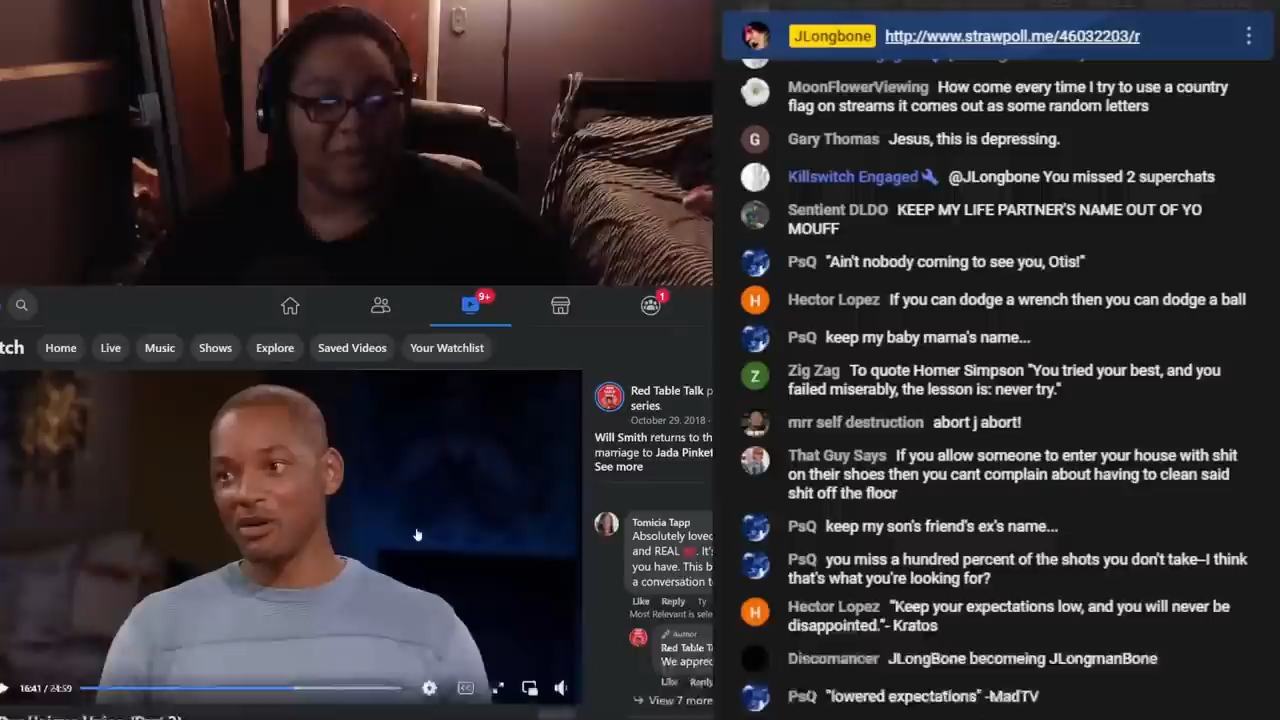 JLongbone http://www.strawpoll.me/46032203/r
MoonFlowerViewing How come every time I try to use a country
flag on streams it comes out as some random letters
G Gary Thomas Jesus, this is depressing.
Killswitch Engaged @JLongbone You missed 2 superchats
Sentient DLDO KEEP MY LIFE PARTNER'S NAME OUT OF YO
MOUFF
PsQ "Ain't nobody coming to see you, Otis!"
H Hector Lopez If you can dodge a wrench then you can dodge a ball
PsQ keep my baby mama's name...
Z Zig Zag To quote Homer Simpson "You tried your best, and you
failed miserably, the lesson is: never try."
mrr self destruction abort j abort!
That Guy Says If you allow someone to enter your house with shit
on their shoes then you cant complain about having to clean said
shit off the floor
PsQ keep my son's friend's ex's name...
PsQ you miss a hundred percent of the shots you don't take–I think
that's what you're looking for?
H Hector Lopez "Keep your expectations low, and you will never be
disappointed."- Kratos
Discomancer JLongBone becomeing JLongmanBone
PsQ "lowered expectations" -MadTV
9+
1
tch Home Live Music Shows Explore Saved Videos Your Watchlist
Red Table Talk p
series.
October 29, 2018 ·
Will Smith returns to th
marriage to Jada Pinket
See more
Tomicia Tapp
Absolutely loved
and REAL It's
you have. This b
a conversation t
Like Reply 1y
Most Relevant is sele
Author
Red Table T
We apprec
Like Reply
View 7 more
16:41 / 24:59